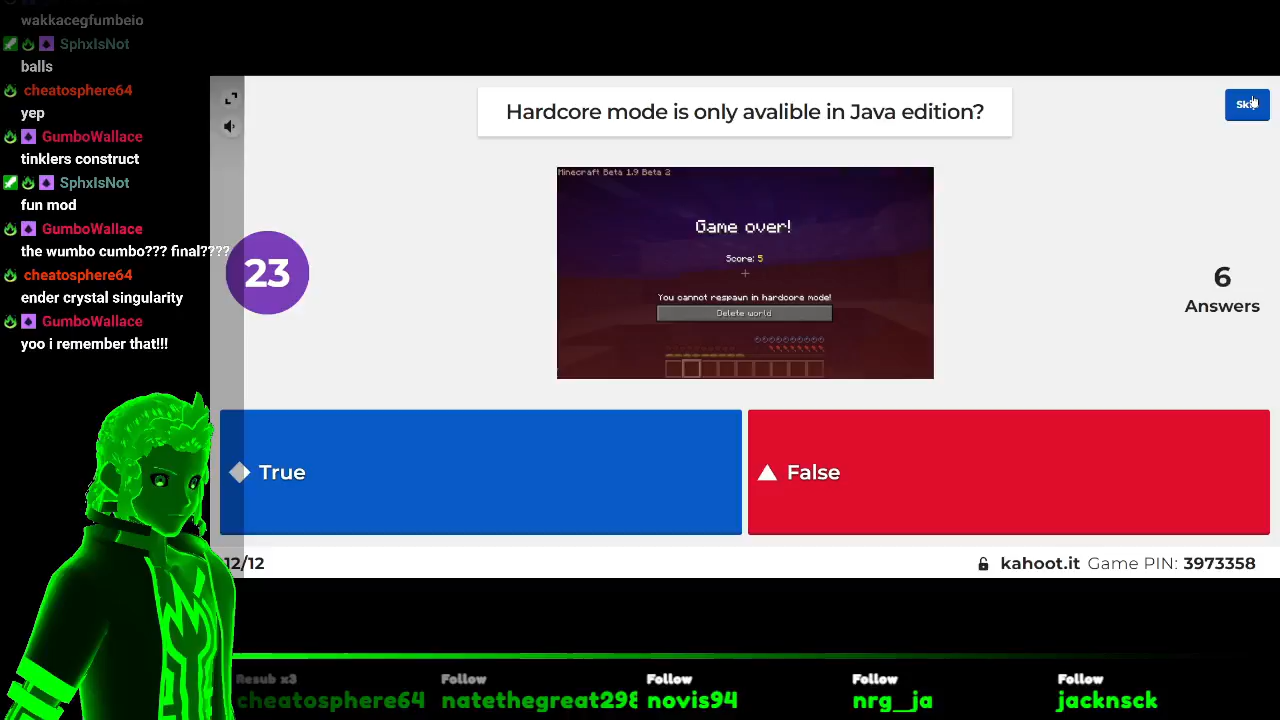 wakkacegfumbeio
SphxIsNot
balls
cheatosphere64
yep
GumboWallace
tinklers construct
SphxIsNot
fun mod
GumboWallace
the wumbo cumbo??? final????
cheatosphere64
ender crystal singularity
GumboWallace
yoo i remember that!!!
Hardcore mode is only avalible in Java edition?
Minecraft Beta 1.9 Beta 2
Game over!
Score: 5
You cannot respawn in hardcore mode!
Delete world
23
6
Answers
True
False
12/12
kahoot.it Game PIN: 3973358
Resub x3
cheatosphere64
Follow
natethegreat298
Follow
novis94
Follow
nrg_ja
Follow
jacknsck